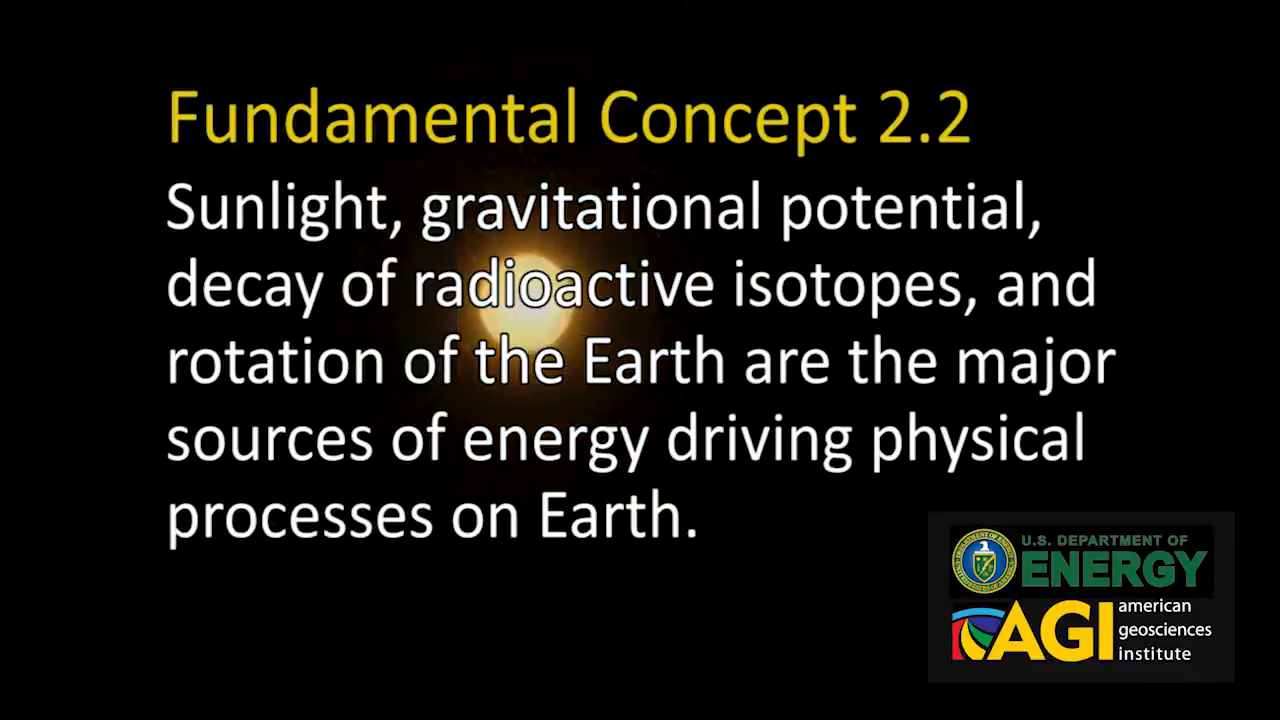 Fundamental Concept 2.2
Sunlight, gravitational potential,
decay of radioactive isotopes, and
rotation of the Earth are the major
sources of energy driving physical
processes on Earth.
U.S. DEPARTMENT OF
ENERGY
AGI
american
geosciences
institute